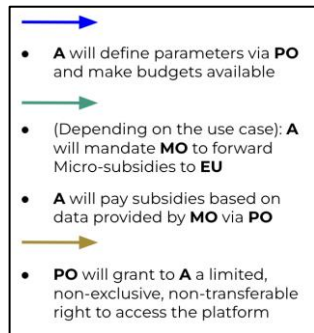 ● A will define parameters via PO
and make budgets available
● (Depending on the use case): A
will mandate MO to forward
Micro-subsidies to EU
● A will pay subsidies based on
data provided by MO via PO
● PO will grant to A a limited,
non-exclusive, non-transferable
right to access the platform